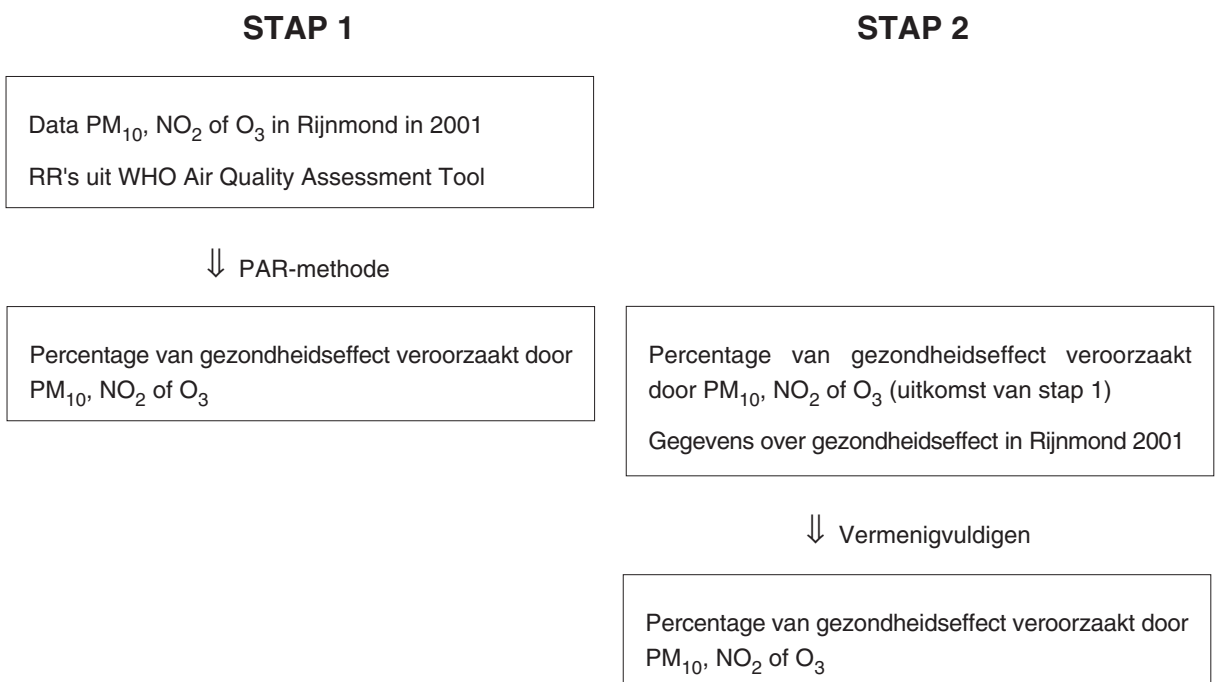 STAP 1
Data PM₁₀, NO₂ of O₃ in Rijnmond in 2001
RR's uit WHO Air Quality Assessment Tool
⇓ PAR-methode
Percentage van gezondheidseffect veroorzaakt door
PM₁₀, NO₂ of O₃
STAP 2
Percentage van gezondheidseffect veroorzaakt
door PM₁₀, NO₂ of O₃ (uitkomst van stap 1)
Gegevens over gezondheidseffect in Rijnmond 2001
⇓ Vermenigvuldigen
Percentage van gezondheidseffect veroorzaakt door
PM₁₀, NO₂ of O₃